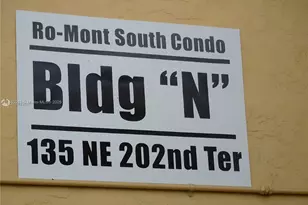 Ro-Mont South Condo
Bldg “N”
135 NE 202nd Ter